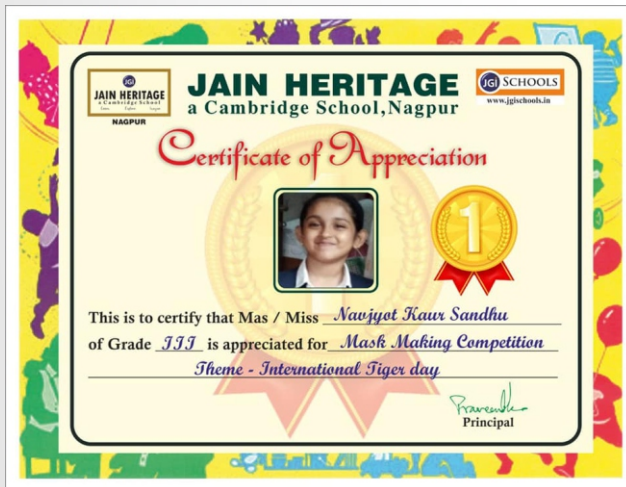 JGI
JAIN HERITAGE
a Cambridge School
NAGPUR
JAIN HERITAGE
a Cambridge School,Nagpur
JGI SCHOOLS
www.jgischools.in
Certificate of Appreciation
1
This is to certify that Mas / Miss Navjyot Kaur Sandhu
of Grade III is appreciated for Mask Making Competition
Theme - International Tiger day
Principal